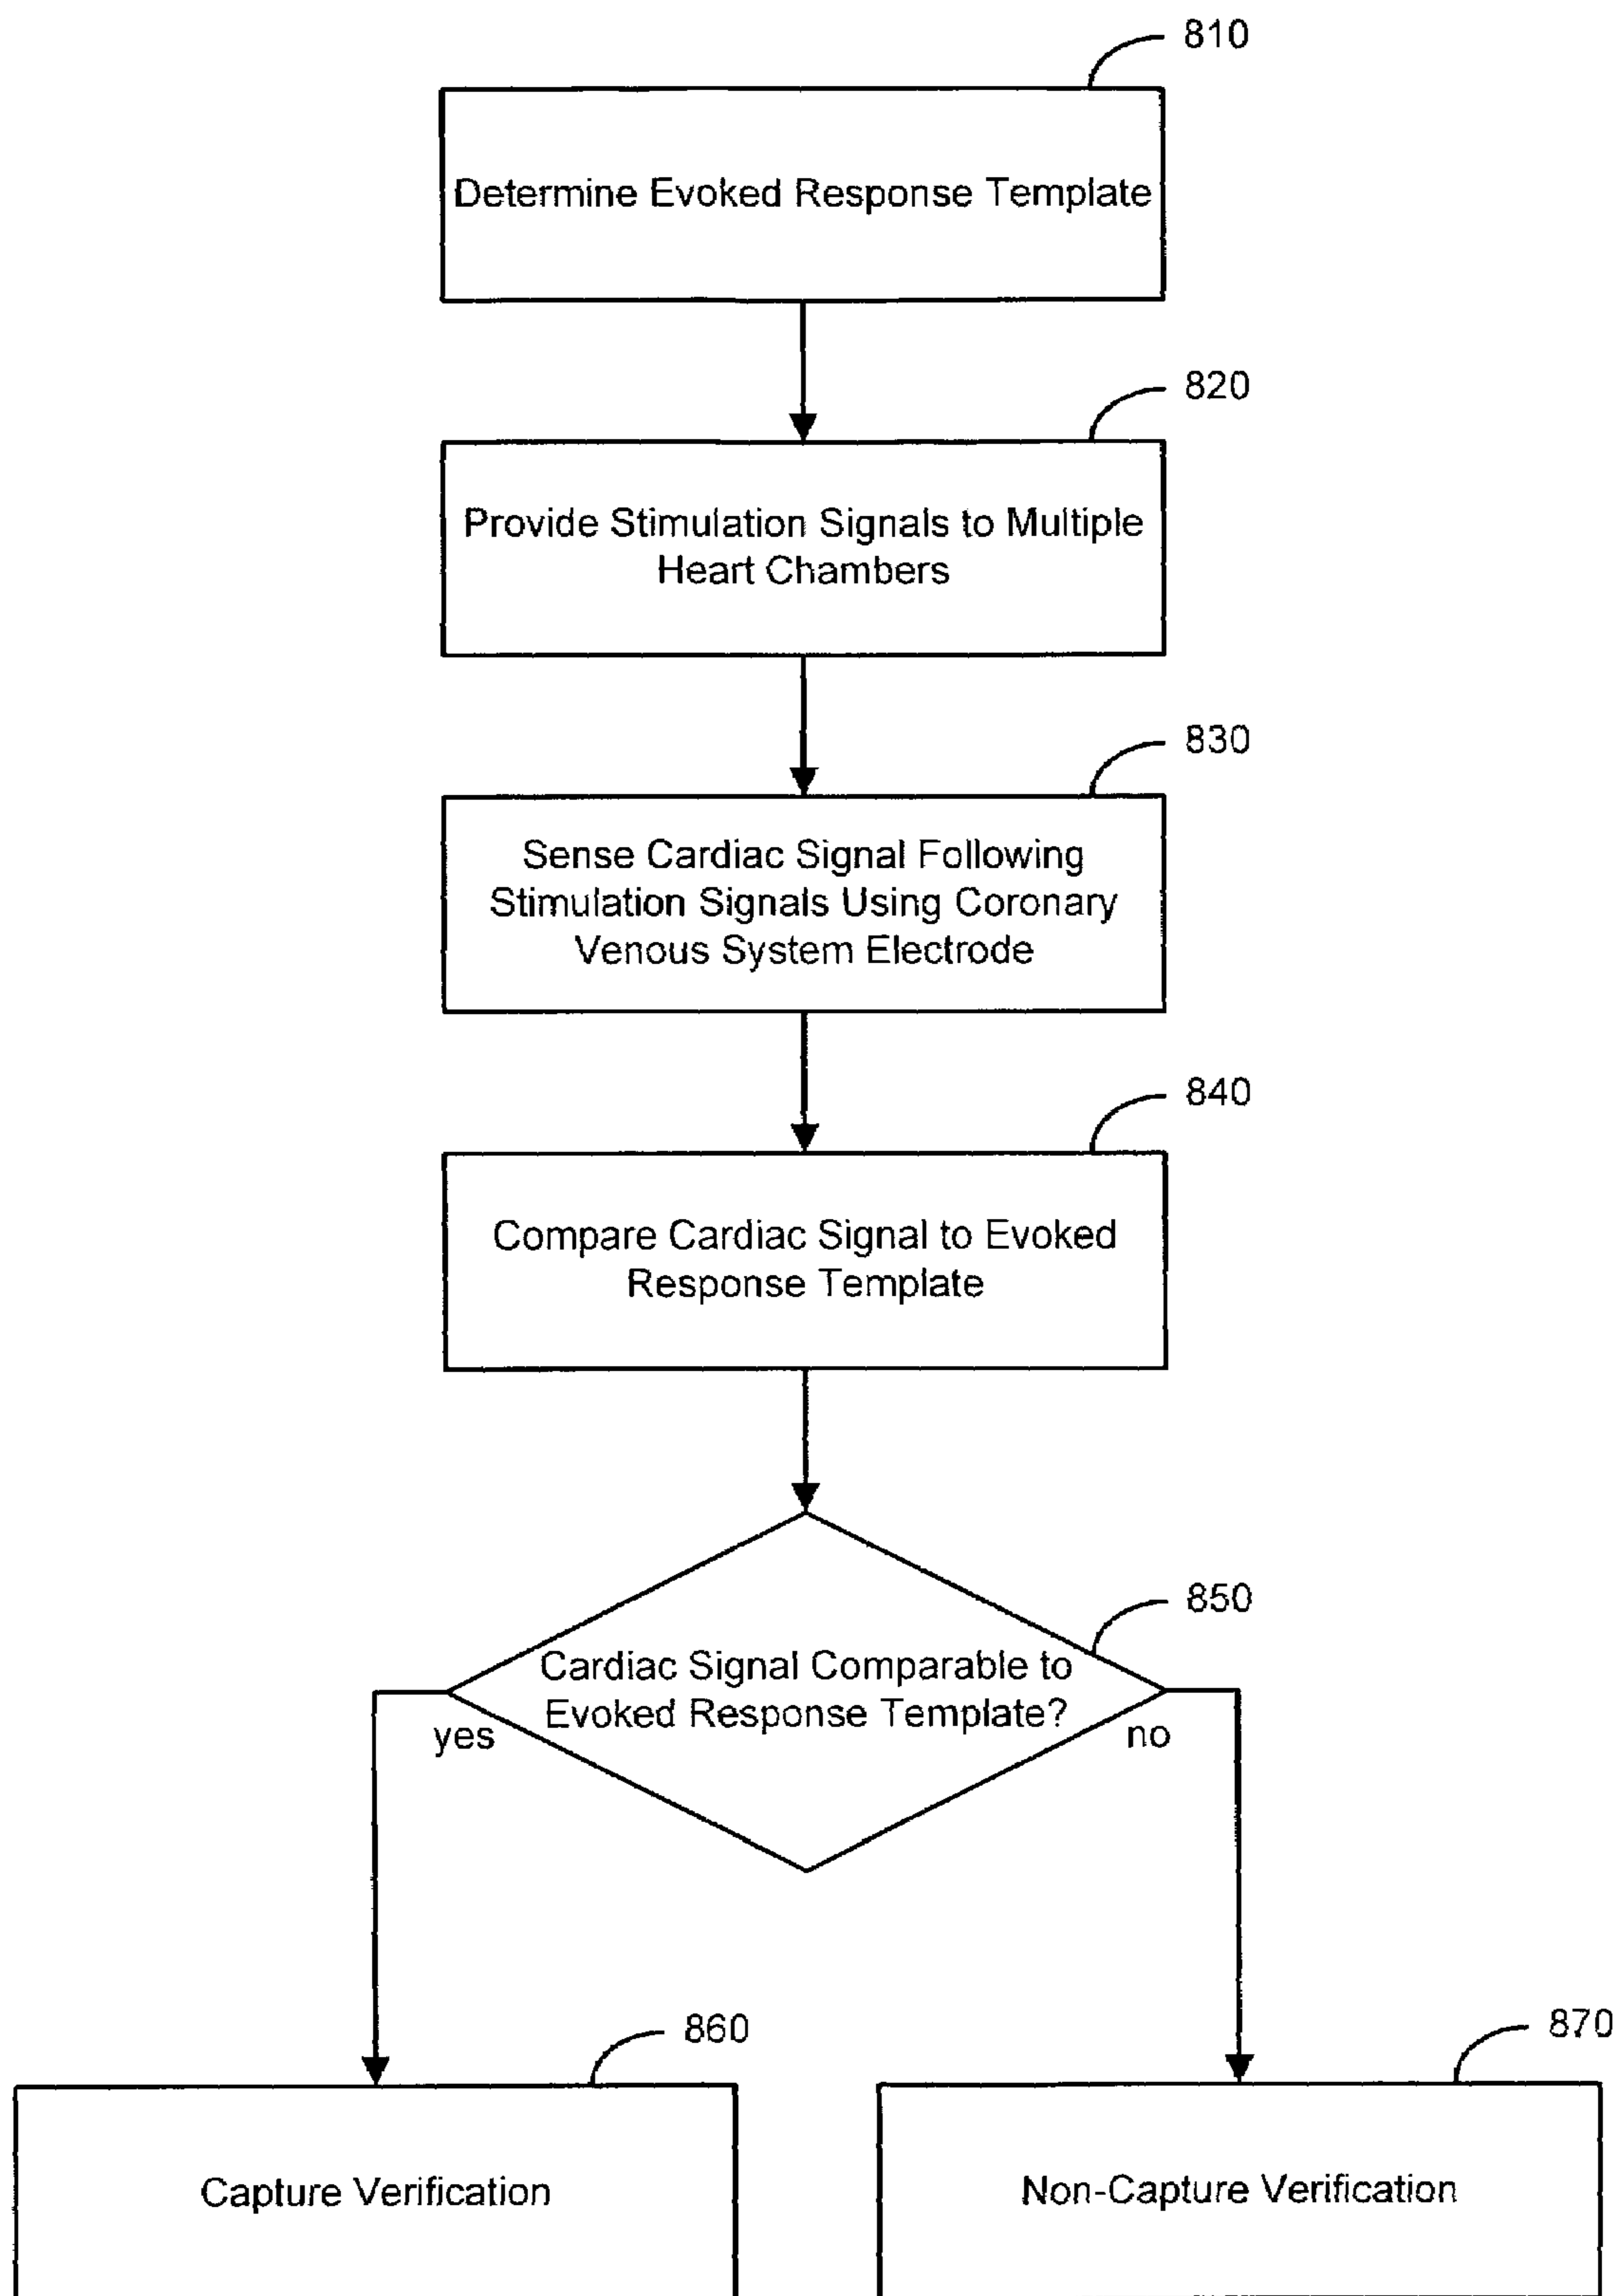 810
Determine Evoked Response Template
820
Provide Stimulation Signals to Multiple
Heart Chambers
830
Sense Cardiac Signal Following
Stimulation Signals Using Coronary
Venous System Electrode
840
Compare Cardiac Signal to Evoked
Response Template
850
Cardiac Signal Comparable to
Evoked Response Template?
yes
no
860
870
Capture Verification
Non-Capture Verification